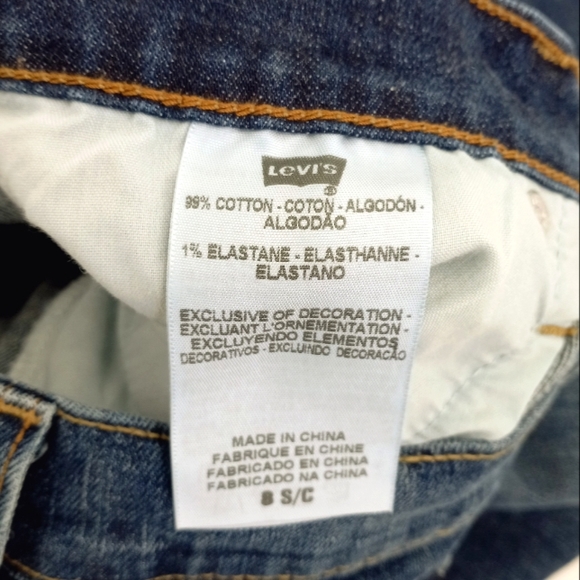 LEVI'S
®
99% COTTON - COTON - ALGODÓN -
ALGODÃO
1% ELASTANE - ELASTHANNE -
ELASTANO
EXCLUSIVE OF DECORATION -
EXCLUANT L'ORNEMENTATION -
EXCLUYENDO ELEMENTOS
DECORATIVOS - EXCLUINDO DECORAÇÃO
MADE IN CHINA
FABRIQUE EN CHINE
FABRICADO EN CHINA
FABRICADO NA CHINA
8 S/C